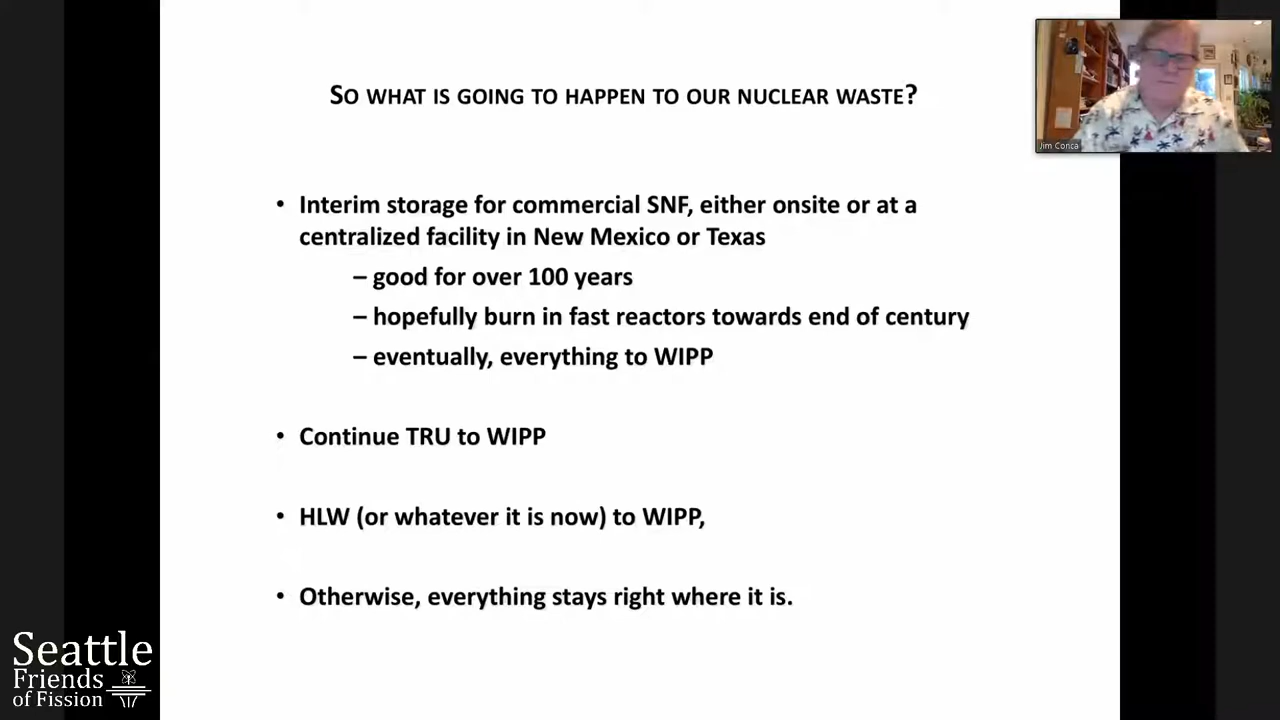 So what is going to happen to our nuclear waste?
Jim Conca
• Interim storage for commercial SNF, either onsite or at a
centralized facility in New Mexico or Texas
– good for over 100 years
– hopefully burn in fast reactors towards end of century
– eventually, everything to WIPP
• Continue TRU to WIPP
• HLW (or whatever it is now) to WIPP,
• Otherwise, everything stays right where it is.
Seattle
Friends
of Fission